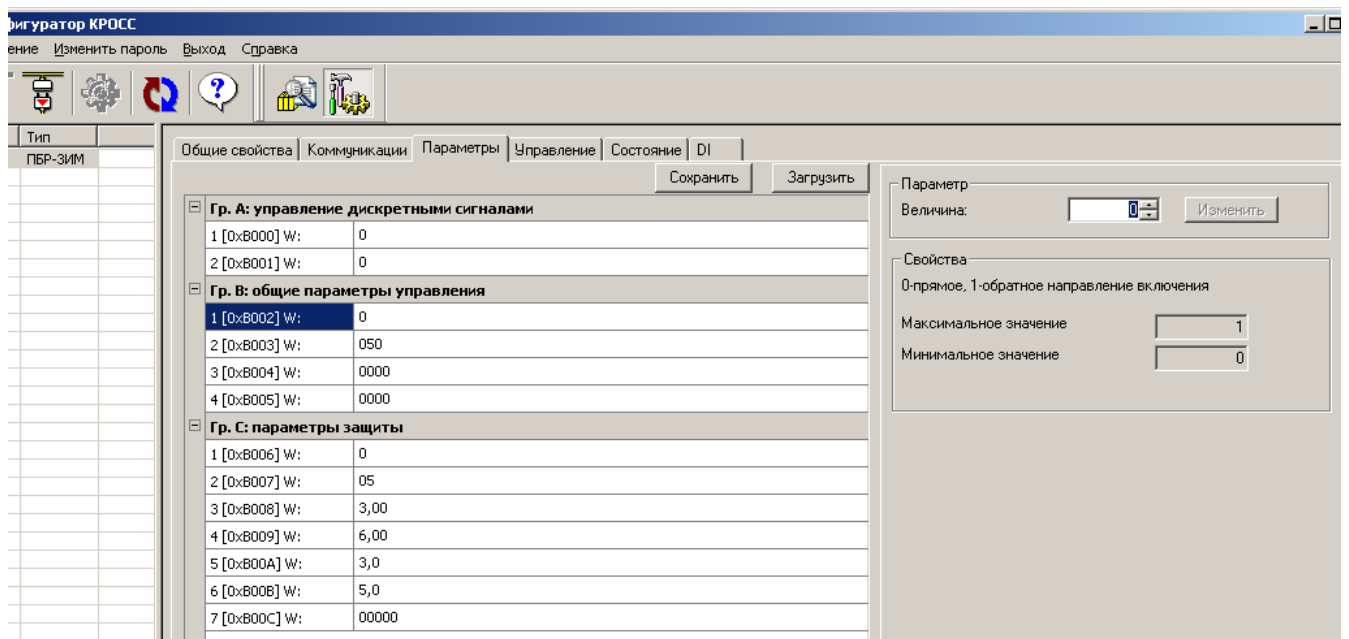 фигуратор КРОСС
ение Изменить пароль Выход Справка
Тип
ПБР-3ИМ
Общие свойства Коммуникации Параметры Управление Состояние DI
Сохранить Загрузить
Гр. А: управление дискретными сигналами
1 [0xB000] W: 0
2 [0xB001] W: 0
Гр. В: общие параметры управления
1 [0xB002] W: 0
2 [0xB003] W: 050
3 [0xB004] W: 0000
4 [0xB005] W: 0000
Гр. С: параметры защиты
1 [0xB006] W: 0
2 [0xB007] W: 05
3 [0xB008] W: 3,00
4 [0xB009] W: 6,00
5 [0xB00A] W: 3,0
6 [0xB00B] W: 5,0
7 [0xB00C] W: 00000
Параметр
Величина: 0 Изменить
Свойства
0-прямое, 1-обратное направление включения
Максимальное значение 1
Минимальное значение 0